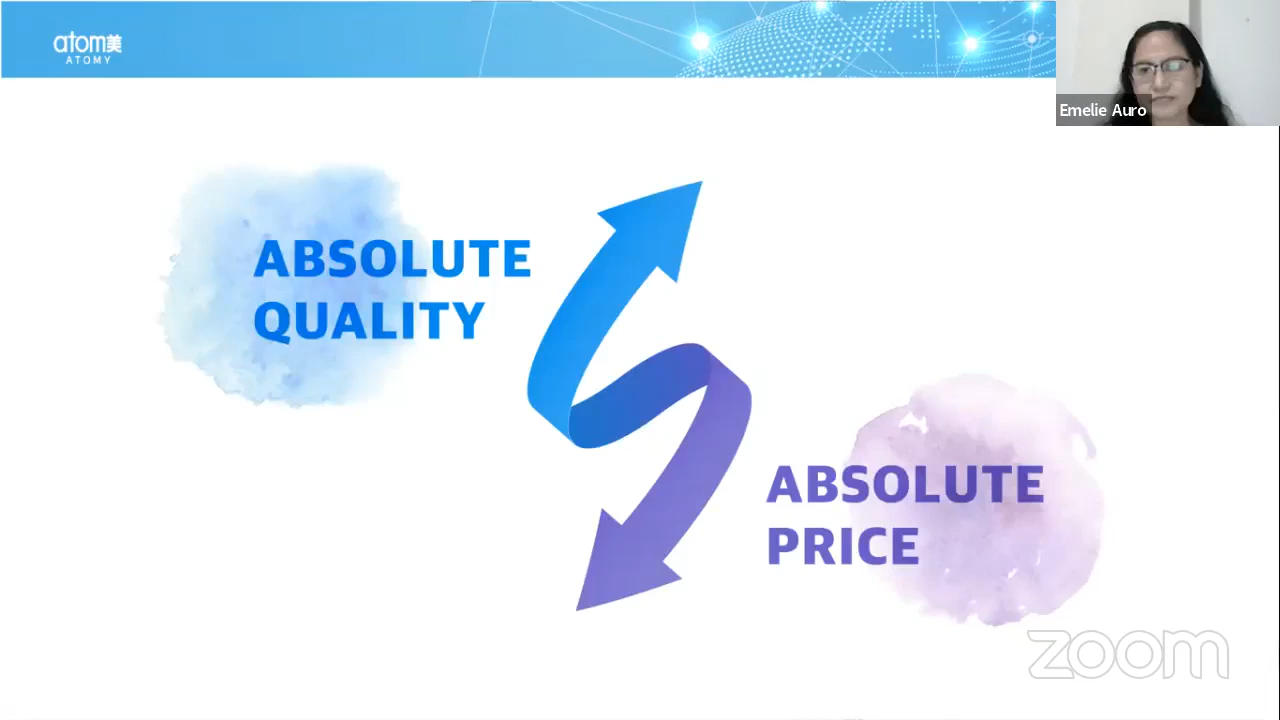 atom美
ATOMY
Emelie Auro
ABSOLUTE
QUALITY
ABSOLUTE
PRICE
zoom